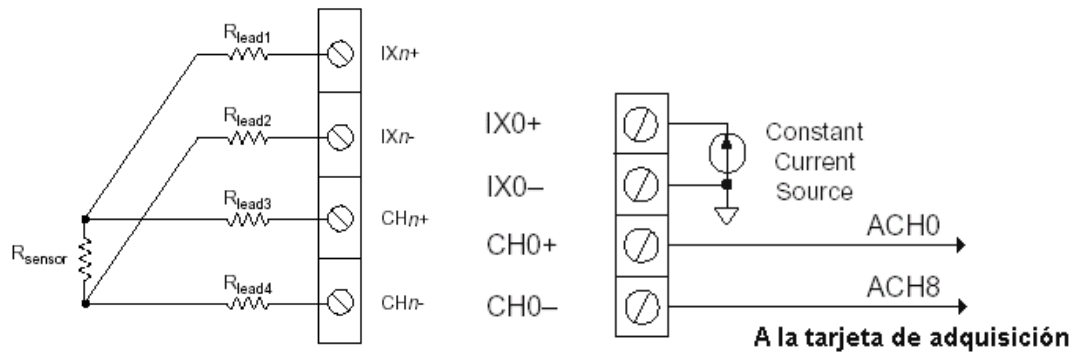 Rlead1
IXn+
Rlead2
IXn-
Rlead3
CHn+
Rsensor
Rlead4
CHn-
IX0+
IX0–
CH0+
CH0–
Constant
Current
Source
ACH0
ACH8
A la tarjeta de adquisición